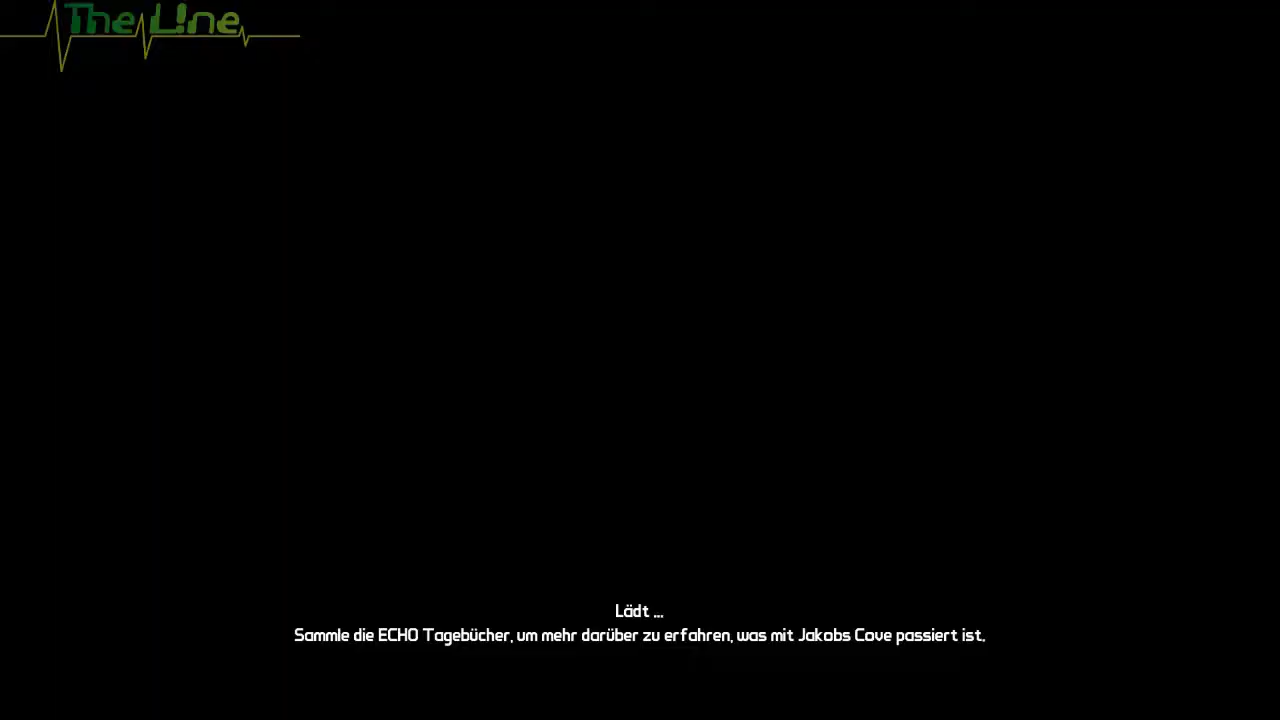 The L!ne
Lädt ...
Sammle die ECHO Tagebücher, um mehr darüber zu erfahren, was mit Jakobs Cove passiert ist.